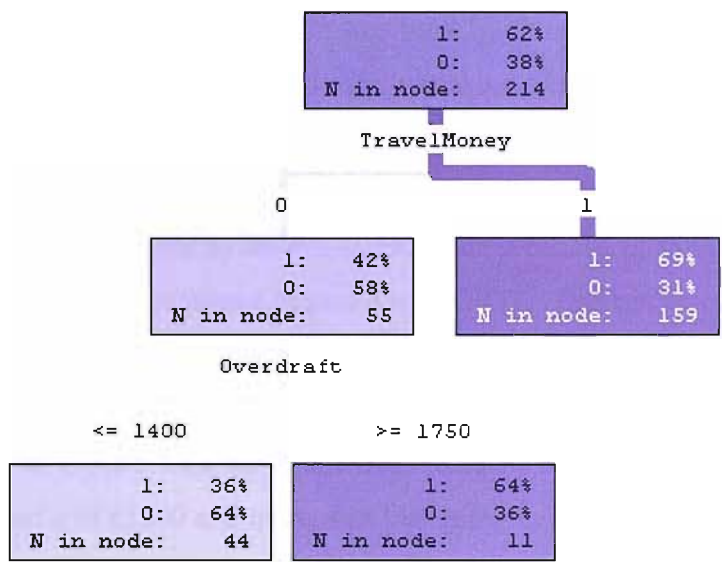 1: 62%
0: 38%
N in node: 214
TravelMoney
0 1
1: 42% 1: 69%
0: 58% 0: 31%
N in node: 55 N in node: 159
Overdraft
<= 1400 >= 1750
1: 36% 1: 64%
0: 64% 0: 36%
N in node: 44 N in node: 11